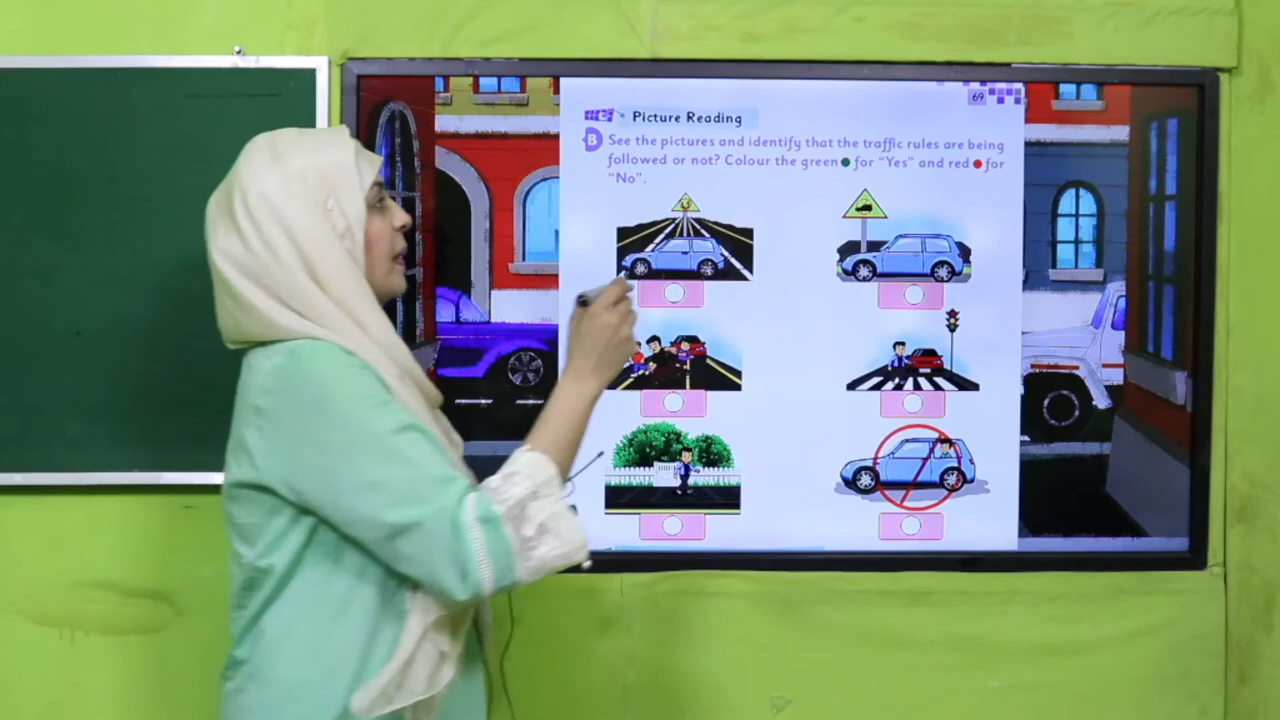 69
Picture Reading
B See the pictures and identify that the traffic rules are being
followed or not? Colour the green for “Yes” and red for
“No”.